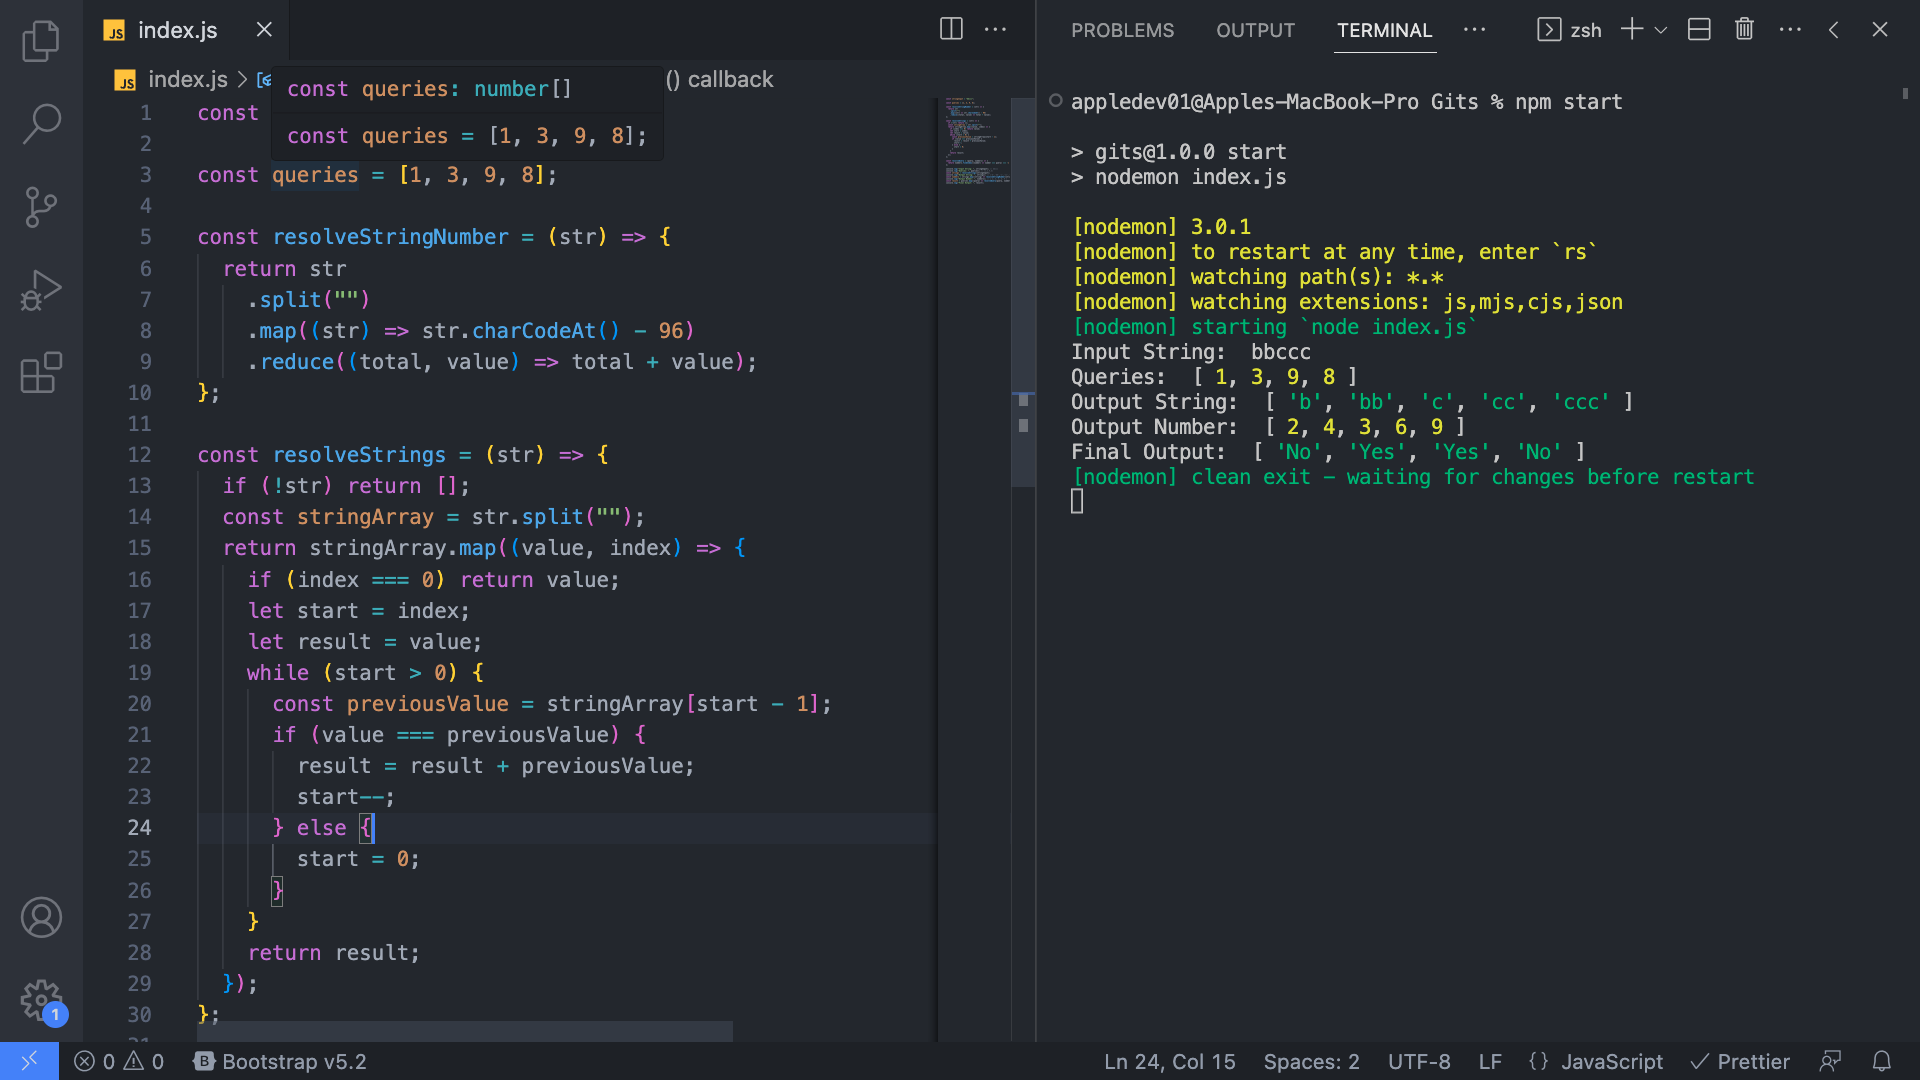 index.js
PROBLEMS OUTPUT TERMINAL zsh
index.js > callback
const queries: number[]
const queries = [1, 3, 9, 8];
1 const
2
3 const queries = [1, 3, 9, 8];
4
5 const resolveStringNumber = (str) => {
6 return str
7 .split("")
8 .map((str) => str.charCodeAt() - 96)
9 .reduce((total, value) => total + value);
10 };
11
12 const resolveStrings = (str) => {
13 if (!str) return [];
14 const stringArray = str.split("");
15 return stringArray.map((value, index) => {
16 if (index === 0) return value;
17 let start = index;
18 let result = value;
19 while (start > 0) {
20 const previousValue = stringArray[start - 1];
21 if (value === previousValue) {
22 result = result + previousValue;
23 start--;
24 } else {
25 start = 0;
26 }
27 }
28 return result;
29 });
30 };
appledev01@Apples-MacBook-Pro Gits % npm start
> gits@1.0.0 start
> nodemon index.js
[nodemon] 3.0.1
[nodemon] to restart at any time, enter `rs`
[nodemon] watching path(s): *.*
[nodemon] watching extensions: js,mjs,cjs,json
[nodemon] starting `node index.js`
Input String:  bbccc
Queries:  [ 1, 3, 9, 8 ]
Output String:  [ 'b', 'bb', 'c', 'cc', 'ccc' ]
Output Number:  [ 2, 4, 3, 6, 9 ]
Final Output:  [ 'No', 'Yes', 'Yes', 'No' ]
[nodemon] clean exit - waiting for changes before restart
1
0 0 B Bootstrap v5.2 Ln 24, Col 15 Spaces: 2 UTF-8 LF {} JavaScript Prettier